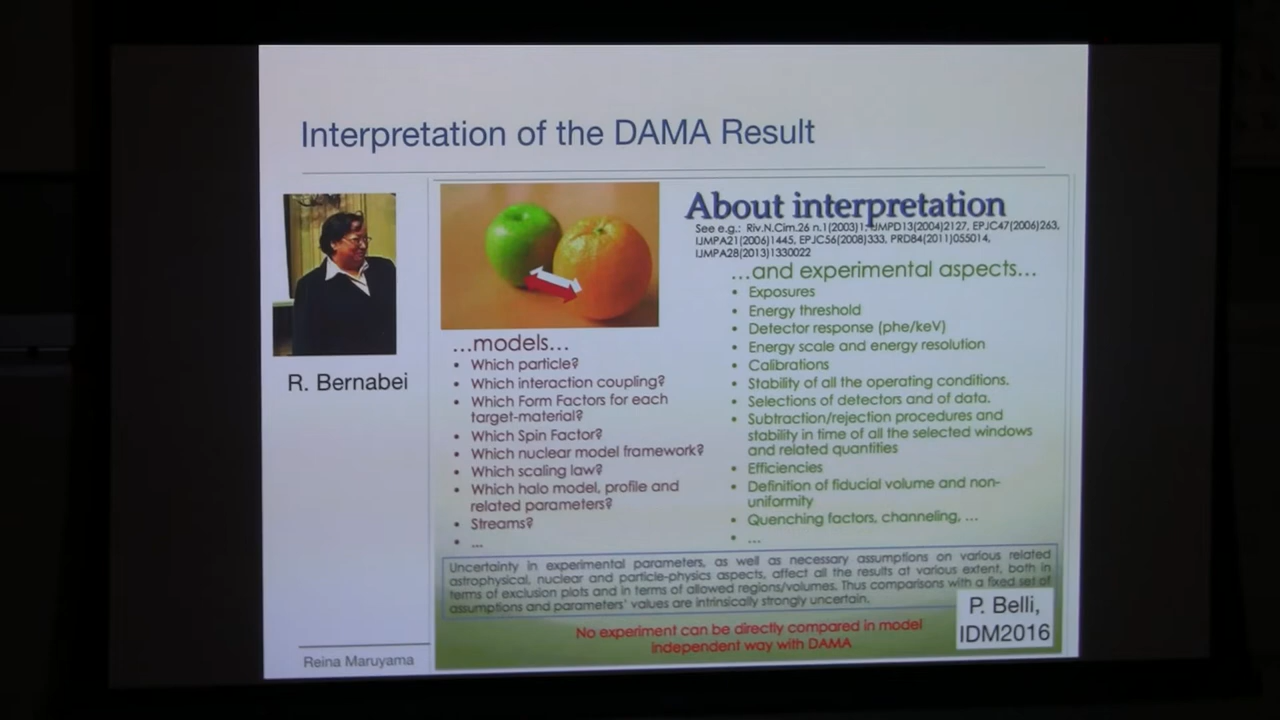 Interpretation of the DAMA Result
R. Bernabei
About interpretation
See e.g.: Riv.N.Cim.26 n.1(2003)1, IJMPD13(2004)2127, EPJC47(2006)263,
IJMPA21(2006)1445, EPJC56(2008)333, PRD84(2011)055014,
IJMPA28(2013)1330022
…models…
• Which particle?
• Which interaction coupling?
• Which Form Factors for each
target-material?
• Which Spin Factor?
• Which nuclear model framework?
• Which scaling law?
• Which halo model, profile and
related parameters?
• Streams?
• ...
…and experimental aspects…
• Exposures
• Energy threshold
• Detector response (phe/keV)
• Energy scale and energy resolution
• Calibrations
• Stability of all the operating conditions.
• Selections of detectors and of data.
• Subtraction/rejection procedures and
stability in time of all the selected windows
and related quantities
• Efficiencies
• Definition of fiducial volume and non-
uniformity
• Quenching factors, channeling, …
• ...
Uncertainty in experimental parameters, as well as necessary assumptions on various related
astrophysical, nuclear and particle-physics aspects, affect all the results at various extent, both in
terms of exclusion plots and in terms of allowed regions/volumes. Thus comparisons with a fixed set of
assumptions and parameters' values are intrinsically strongly uncertain.
No experiment can be directly compared in model
independent way with DAMA
P. Belli,
IDM2016
Reina Maruyama